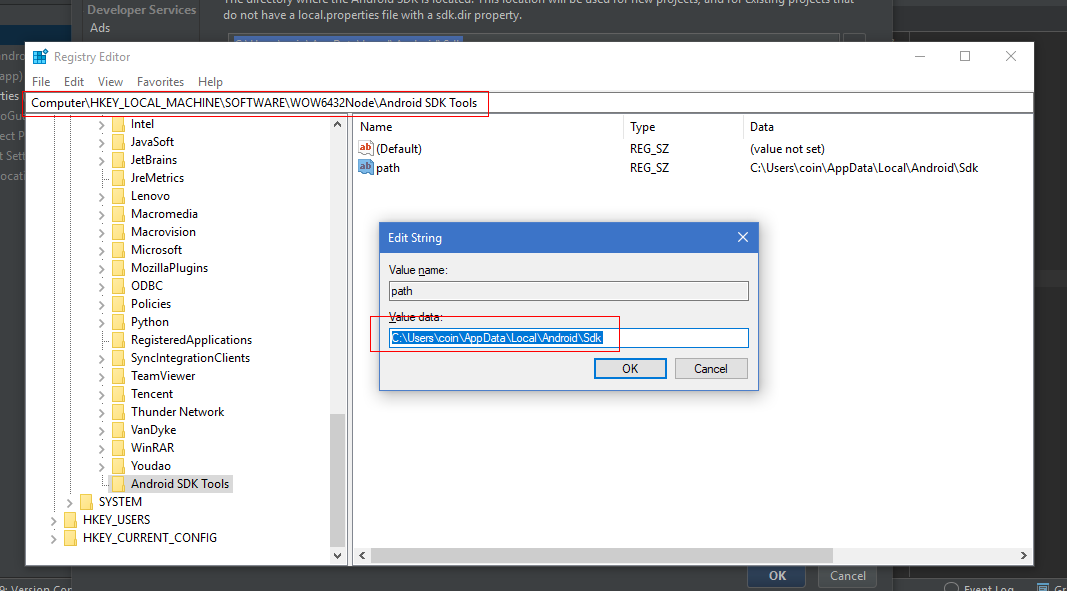 The directory where the Android SDK is located. This location will be used for new projects, and for existing projects that
do not have a local.properties file with a sdk.dir property.
Developer Services
Ads
Registry Editor
File Edit View Favorites Help
Computer\HKEY_LOCAL_MACHINE\SOFTWARE\WOW6432Node\Android SDK Tools
Intel
JavaSoft
JetBrains
JreMetrics
Lenovo
Macromedia
Macrovision
Microsoft
MozillaPlugins
ODBC
Policies
Python
RegisteredApplications
SyncIntegrationClients
TeamViewer
Tencent
Thunder Network
VanDyke
WinRAR
Youdao
Android SDK Tools
SYSTEM
HKEY_USERS
HKEY_CURRENT_CONFIG
Name Type Data
ab (Default) REG_SZ (value not set)
ab path REG_SZ C:\Users\coin\AppData\Local\Android\Sdk
Edit String
Value name:
path
Value data:
C:\Users\coin\AppData\Local\Android\Sdk
OK Cancel
OK Cancel
Event Log